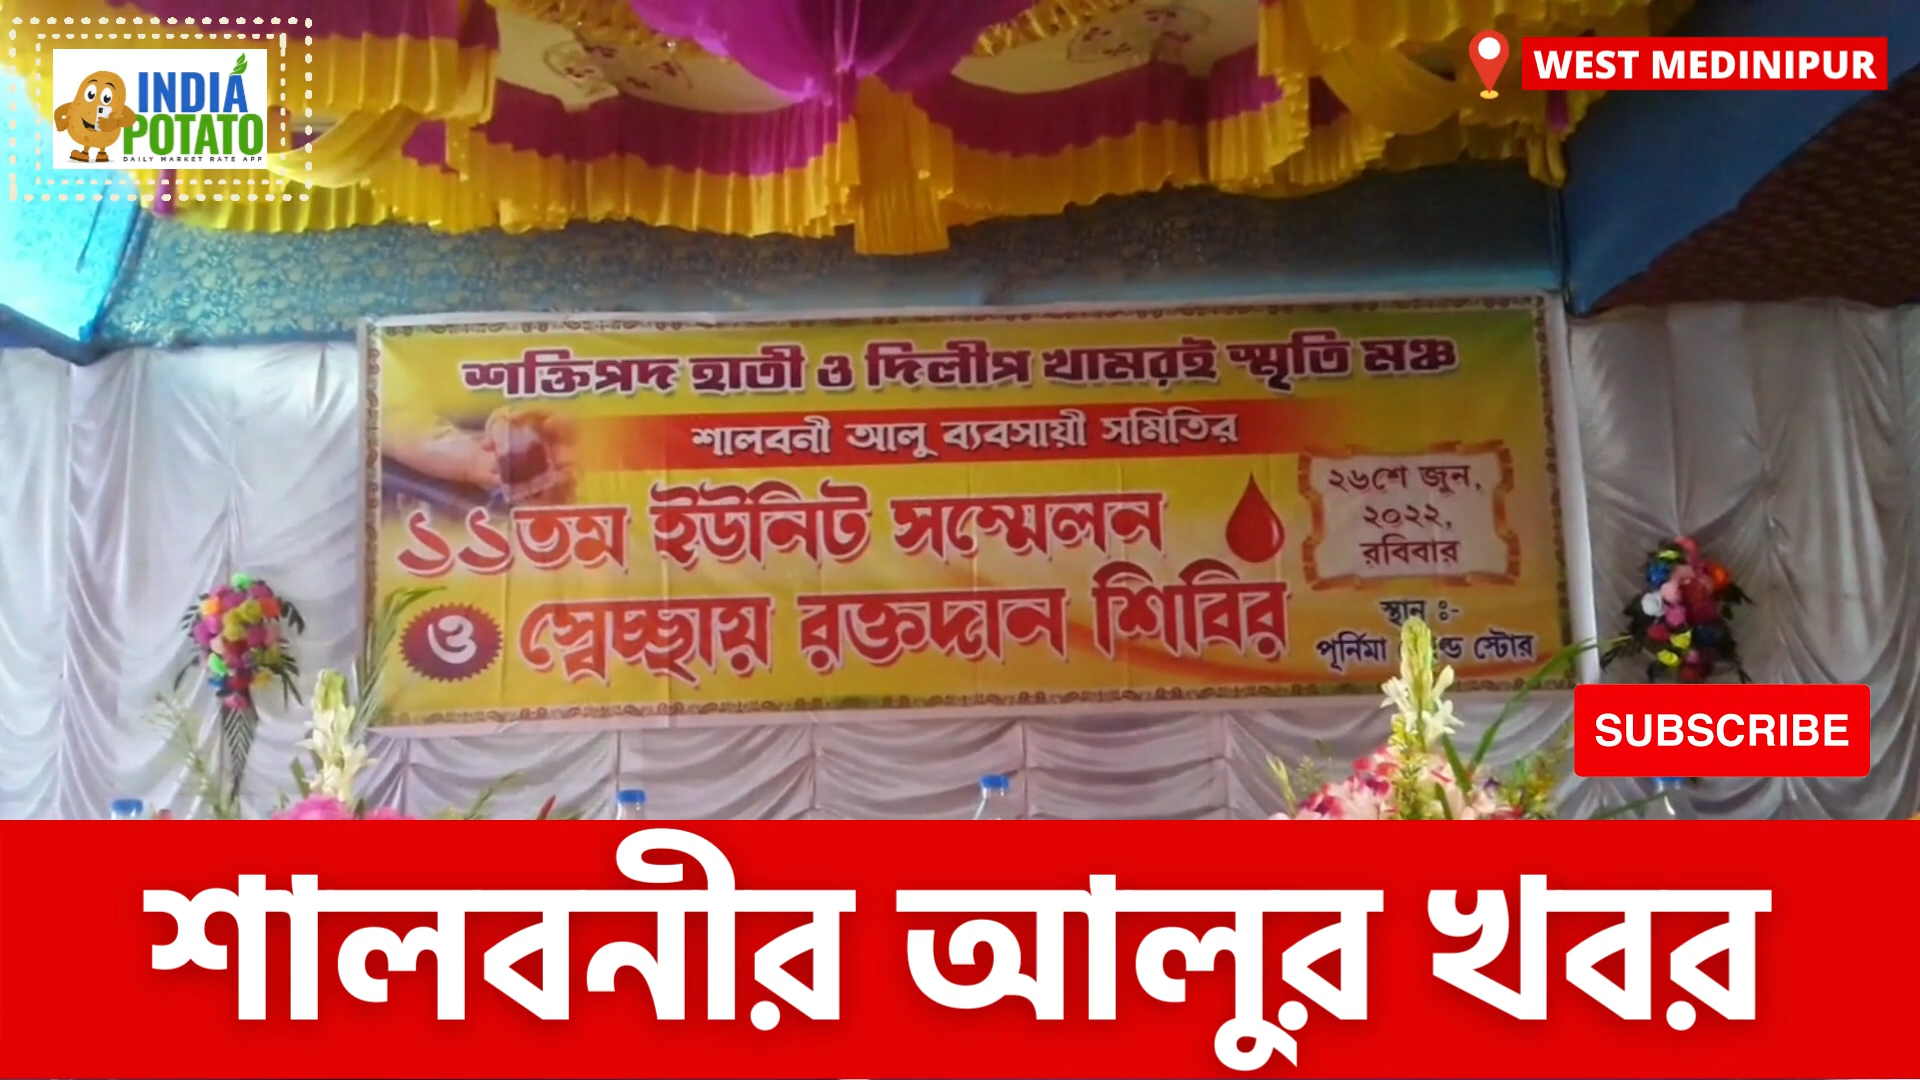 INDIA
POTATO
DAILY MARKET RATE APP
WEST MEDINIPUR
শক্তিপদ হাতী ও দিলীপ খামরই স্মৃতি মঞ্চ
শালবনী আলু ব্যবসায়ী সমিতির
১১তম ইউনিট সম্মেলন
ও স্বেচ্ছায় রক্তদান শিবির
২৬শে জুন,
২০২২,
রবিবার
স্থান ঃ-
পূর্নিমা স্টোর
SUBSCRIBE
শালবনীর আলুর খবর